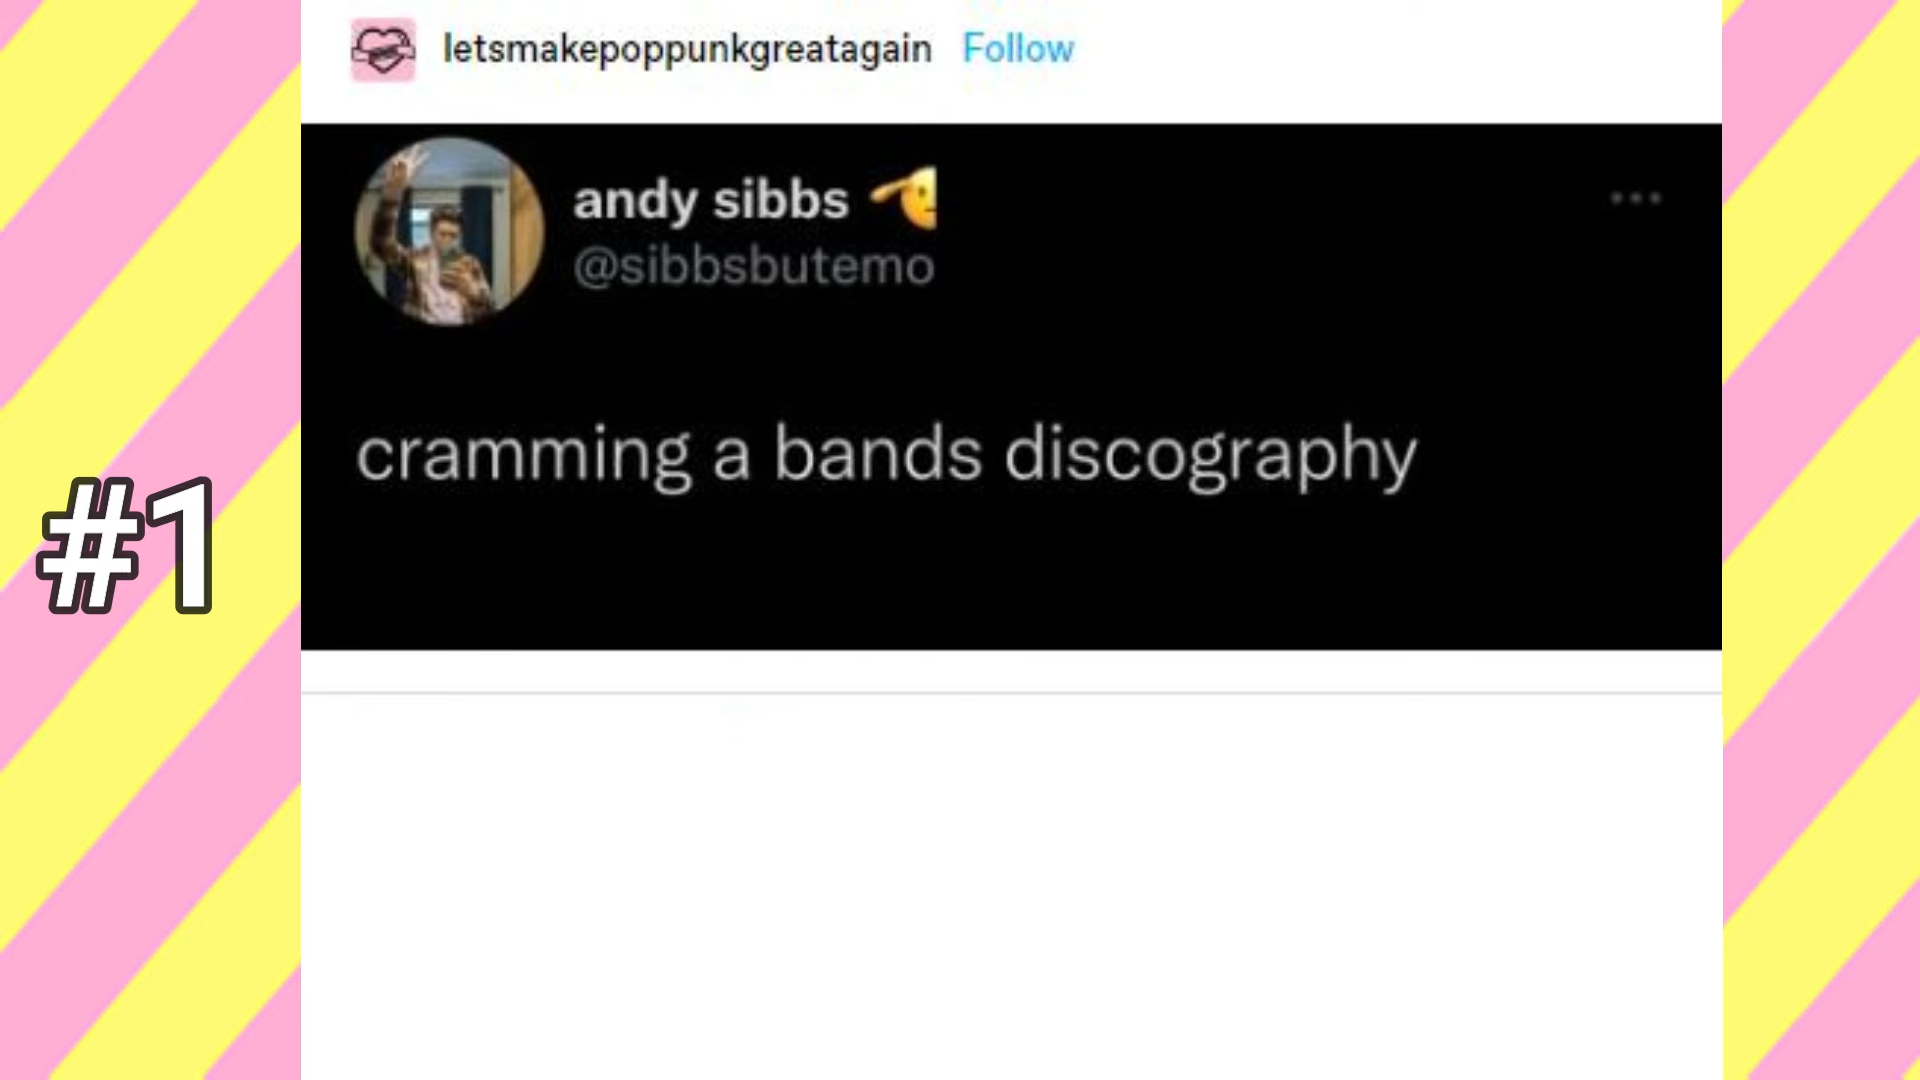 letsmakepoppunkgreatagain Follow
andy sibbs
@sibbsbutemo
cramming a bands discography
#1